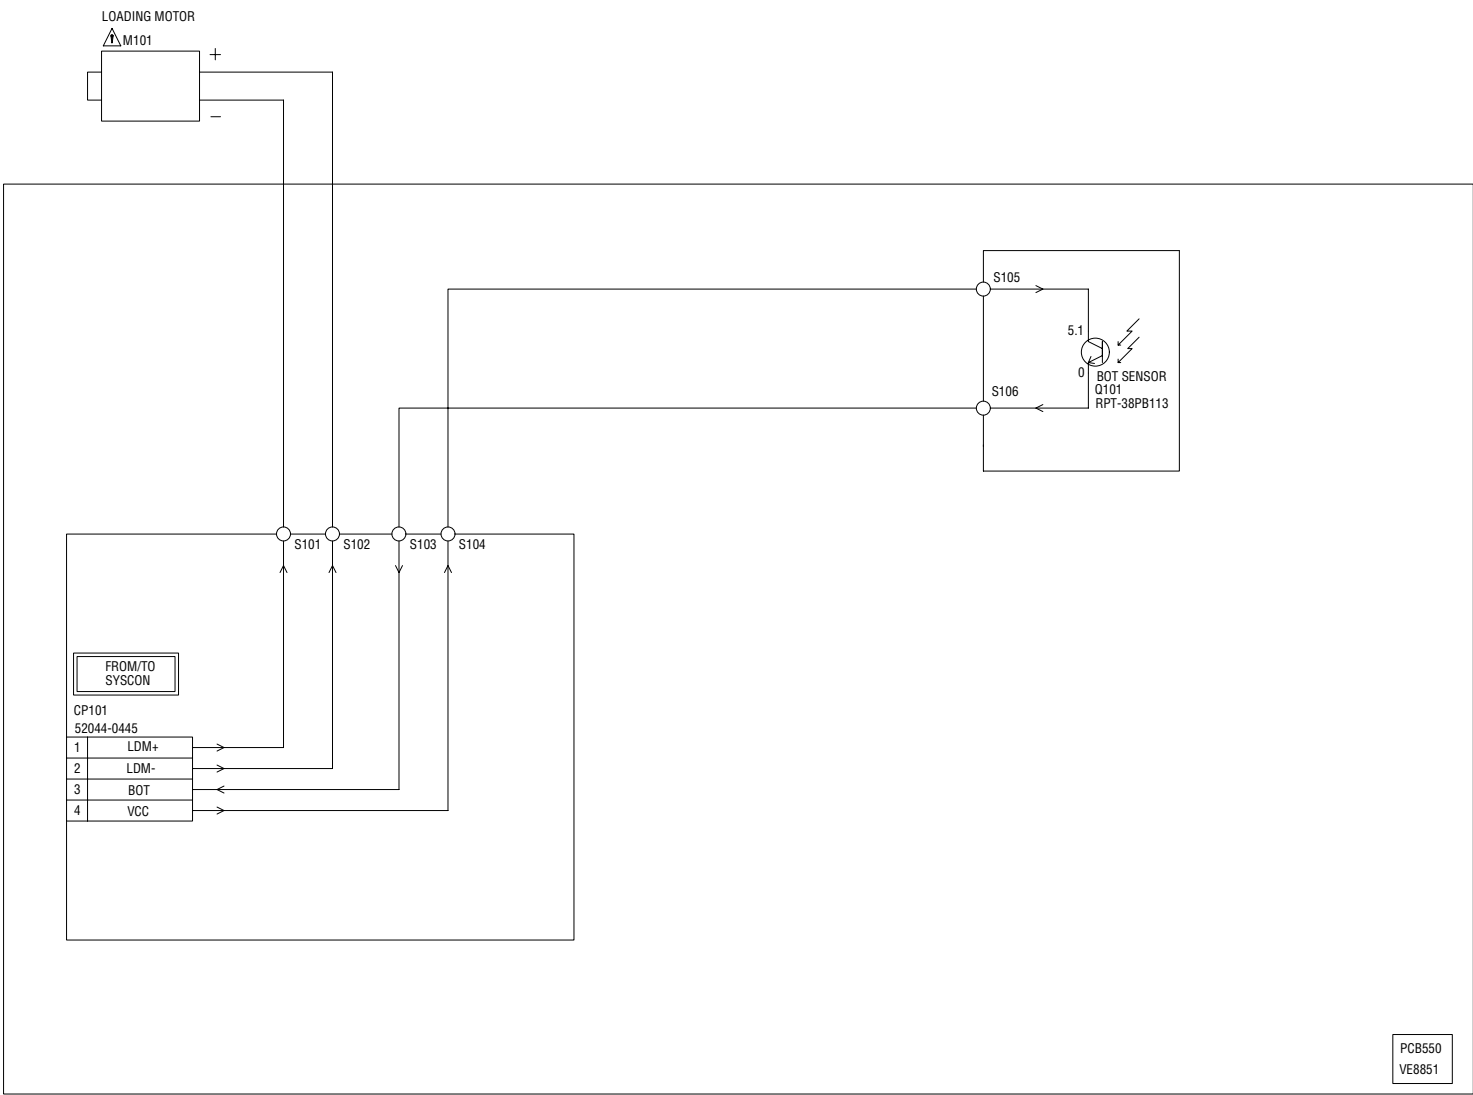 LOADING MOTOR
M101
+
−
S105
5.1
0
BOT SENSOR
Q101
RPT-38PB113
S106
S101
S102
S103
S104
FROM/TO
SYSCON
CP101
52044-0445
1 LDM+
2 LDM-
3 BOT
4 VCC
PCB550
VE8851